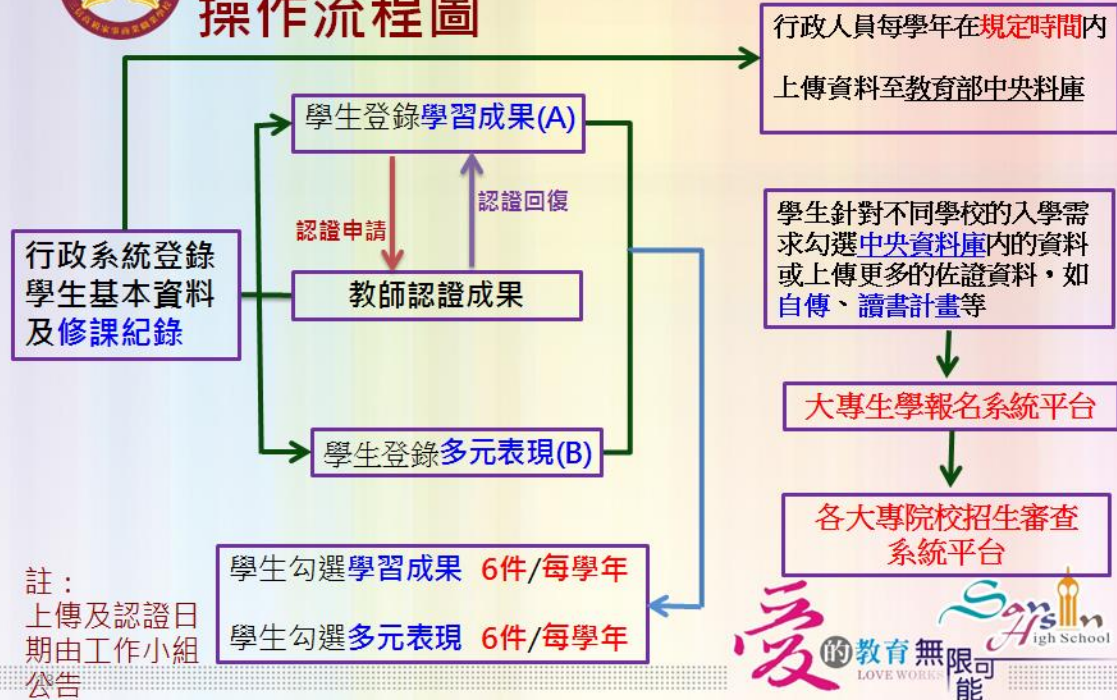 操作流程圖
行政人員每學年在規定時間內
上傳資料至教育部中央料庫
學生登錄學習成果(A)
認證申請
認證回復
教師認證成果
行政系統登錄
學生基本資料
及修課紀錄
學生登錄多元表現(B)
學生針對不同學校的入學需
求勾選中央資料庫內的資料
或上傳更多的佐證資料，如
自傳、讀書計畫等
大專生學報名系統平台
各大專院校招生審查
系統平台
學生勾選學習成果 6件/每學年
學生勾選多元表現 6件/每學年
註：
上傳及認證日
期由工作小組
公告
愛的教育無限可能
LOVE WORKS
San Hsin
High School